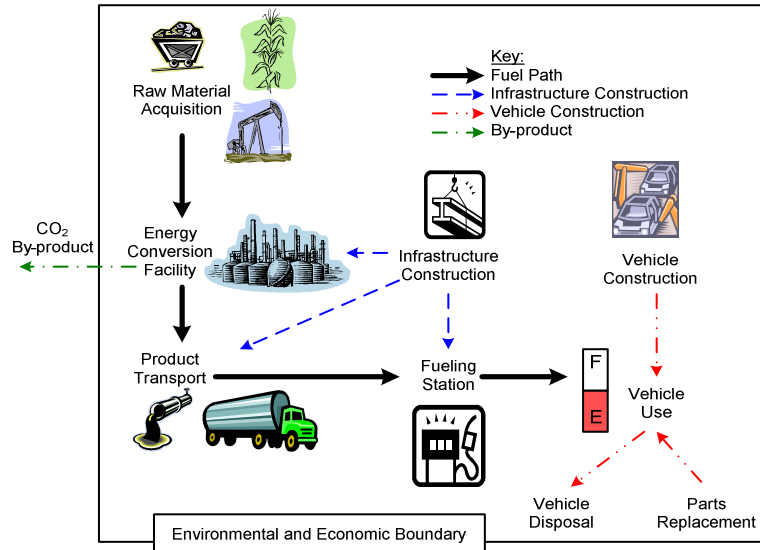 Key:
Fuel Path
Infrastructure Construction
Vehicle Construction
By-product
Raw Material
Acquisition
CO₂
By-product
Energy
Conversion
Facility
Infrastructure
Construction
Vehicle
Construction
Product
Transport
Fueling
Station
F
E
Vehicle
Use
Vehicle
Disposal
Parts
Replacement
Environmental and Economic Boundary